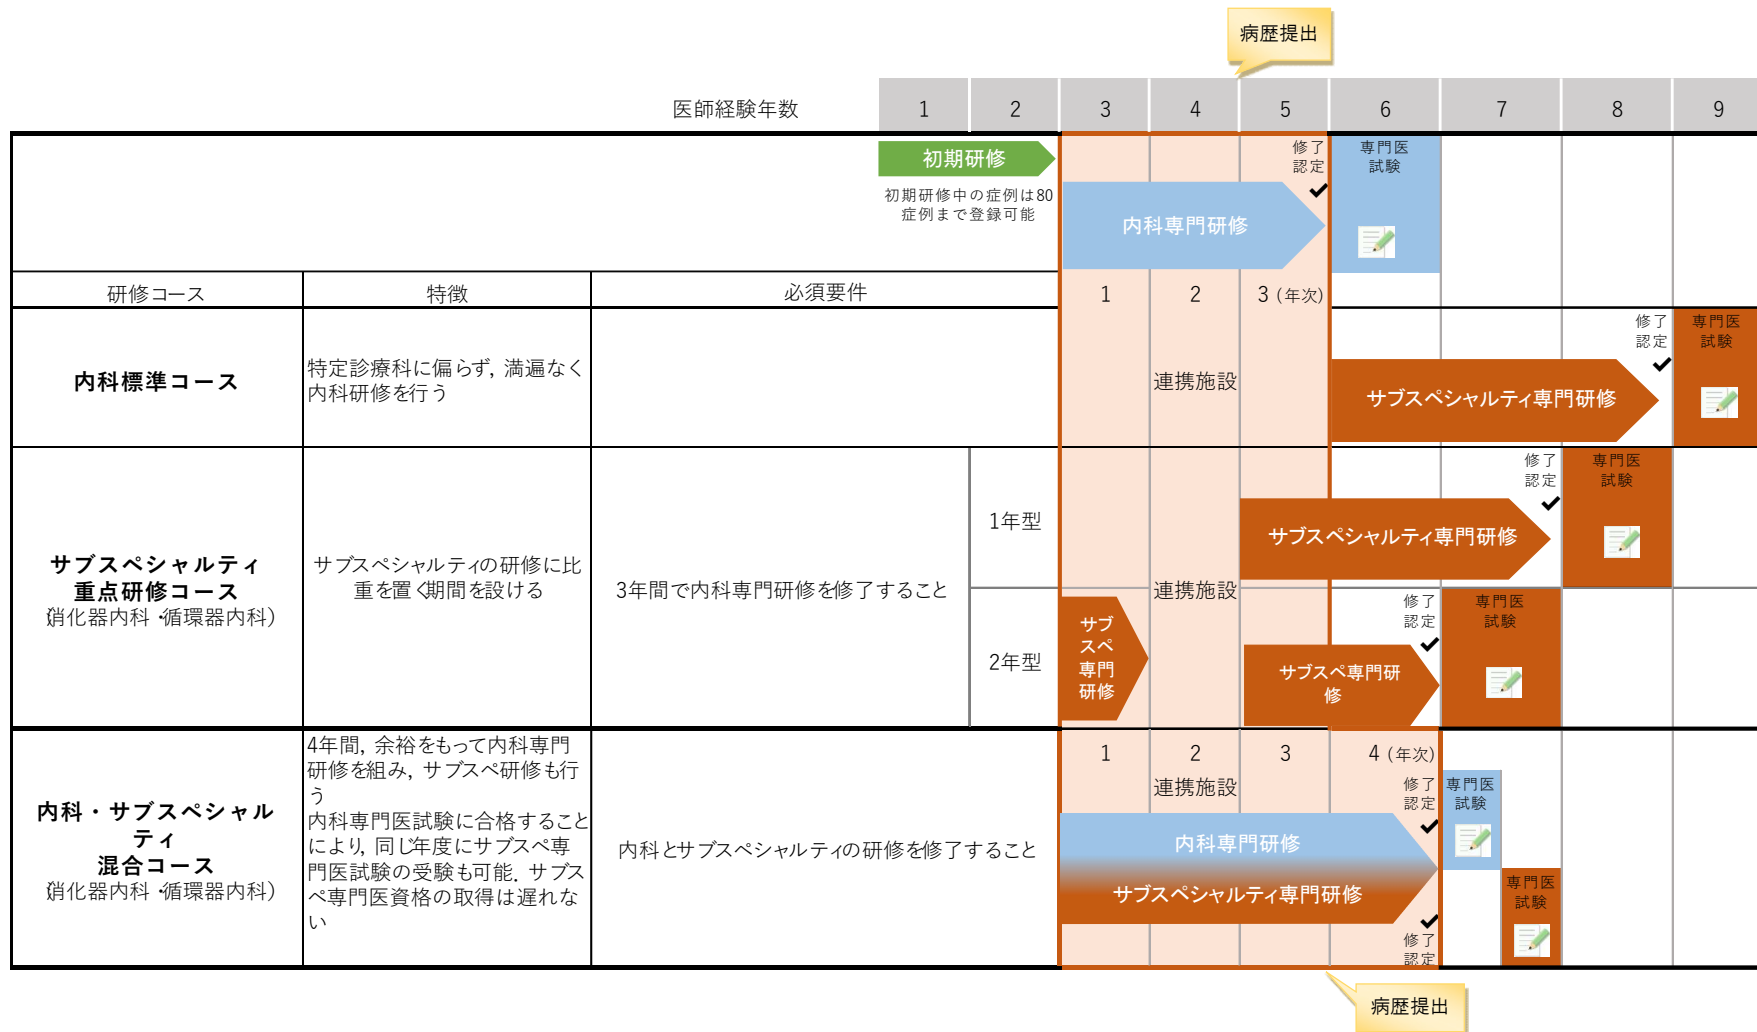 病歴提出
医師経験年数
1
2
3
4
5
6
7
8
9
初期研修
初期研修中の症例は80
症例まで登録可能
修了
認定
専門医
試験
内科専門研修
研修コース
特徴
必須要件
1
2
3 (年次)
内科標準コース
特定診療科に偏らず, 満遍なく
内科研修を行う
連携施設
修了
認定
専門医
試験
サブスペシャルティ専門研修
サブスペシャルティ
重点研修コース
(消化器内科・循環器内科)
サブスペシャルティの研修に比
重を置く期間を設ける
3年間で内科専門研修を修了すること
1年型
連携施設
修了
認定
専門医
試験
サブスペシャルティ専門研修
2年型
サブ
スペ
専門
研修
修了
認定
専門医
試験
サブスペ専門研
修
内科・サブスペシャル
ティ
混合コース
(消化器内科・循環器内科)
4年間, 余裕をもって内科専門
研修を組み, サブスペ研修も行
う
内科専門医試験に合格すること
により, 同じ年度にサブスペ専
門医試験の受験も可能. サブス
ペ専門医資格の取得は遅れな
い
内科とサブスペシャルティの研修を修了すること
1
2
3
4 (年次)
連携施設
修了
認定
専門医
試験
内科専門研修
サブスペシャルティ専門研修
修了
認定
専門医
試験
病歴提出